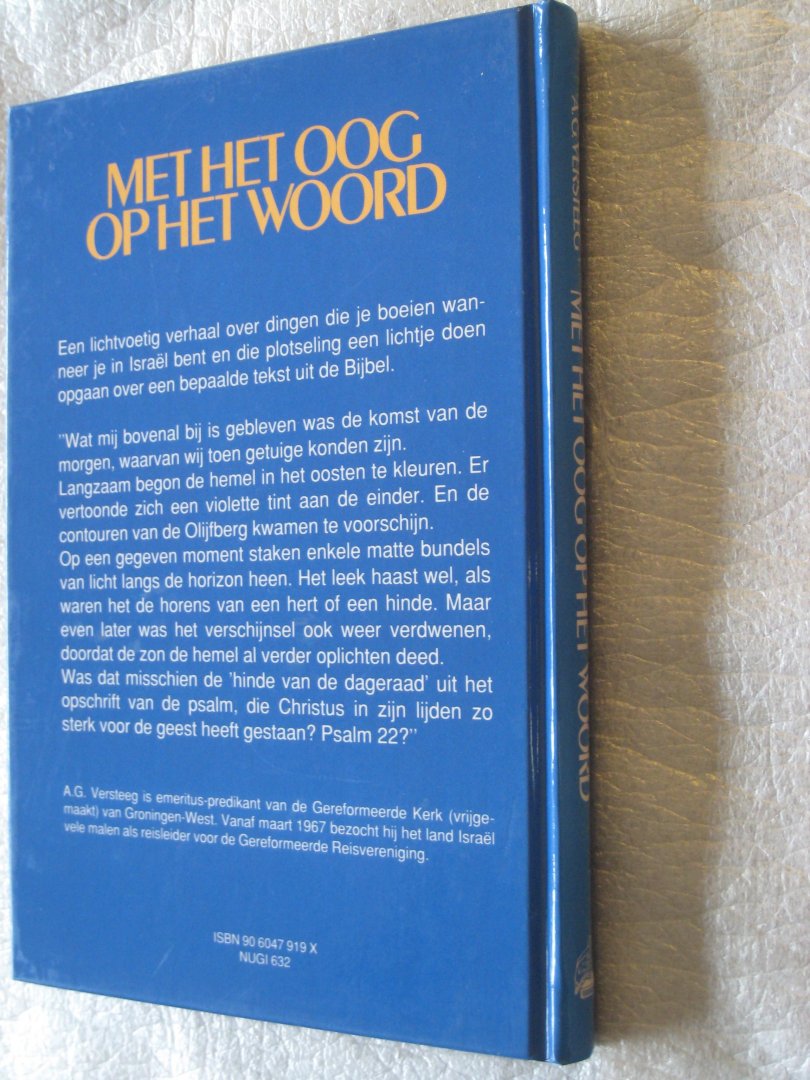 MET HET OOG
OP HET WOORD
Een lichtvoetig verhaal over dingen die je boeien wan-
neer je in Israël bent en die plotseling een lichtje doen
opgaan over een bepaalde tekst uit de Bijbel.
"Wat mij bovenal bij is gebleven was de komst van de
morgen, waarvan wij toen getuige konden zijn.
Langzaam begon de hemel in het oosten te kleuren. Er
vertoonde zich een violette tint aan de einder. En de
contouren van de Olijfberg kwamen te voorschijn.
Op een gegeven moment staken enkele matte bundels
van licht langs de horizon heen. Het leek haast wel, als
waren het de horens van een hert of een hinde. Maar
even later was het verschijnsel ook weer verdwenen,
doordat de zon de hemel al verder oplichten deed.
Was dat misschien de 'hinde van de dageraad' uit het
opschrift van de psalm, die Christus in zijn lijden zo
sterk voor de geest heeft gestaan? Psalm 22?"
A.G. Versteeg is emeritus-predikant van de Gereformeerde Kerk (vrijge-
maakt) van Groningen-West. Vanaf maart 1967 bezocht hij het land Israël
vele malen als reisleider voor de Gereformeerde Reisvereniging.
ISBN 90 6047 919 X
NUGI 632
A.G. VERSTEEG MET HET OOG OP HET WOORD